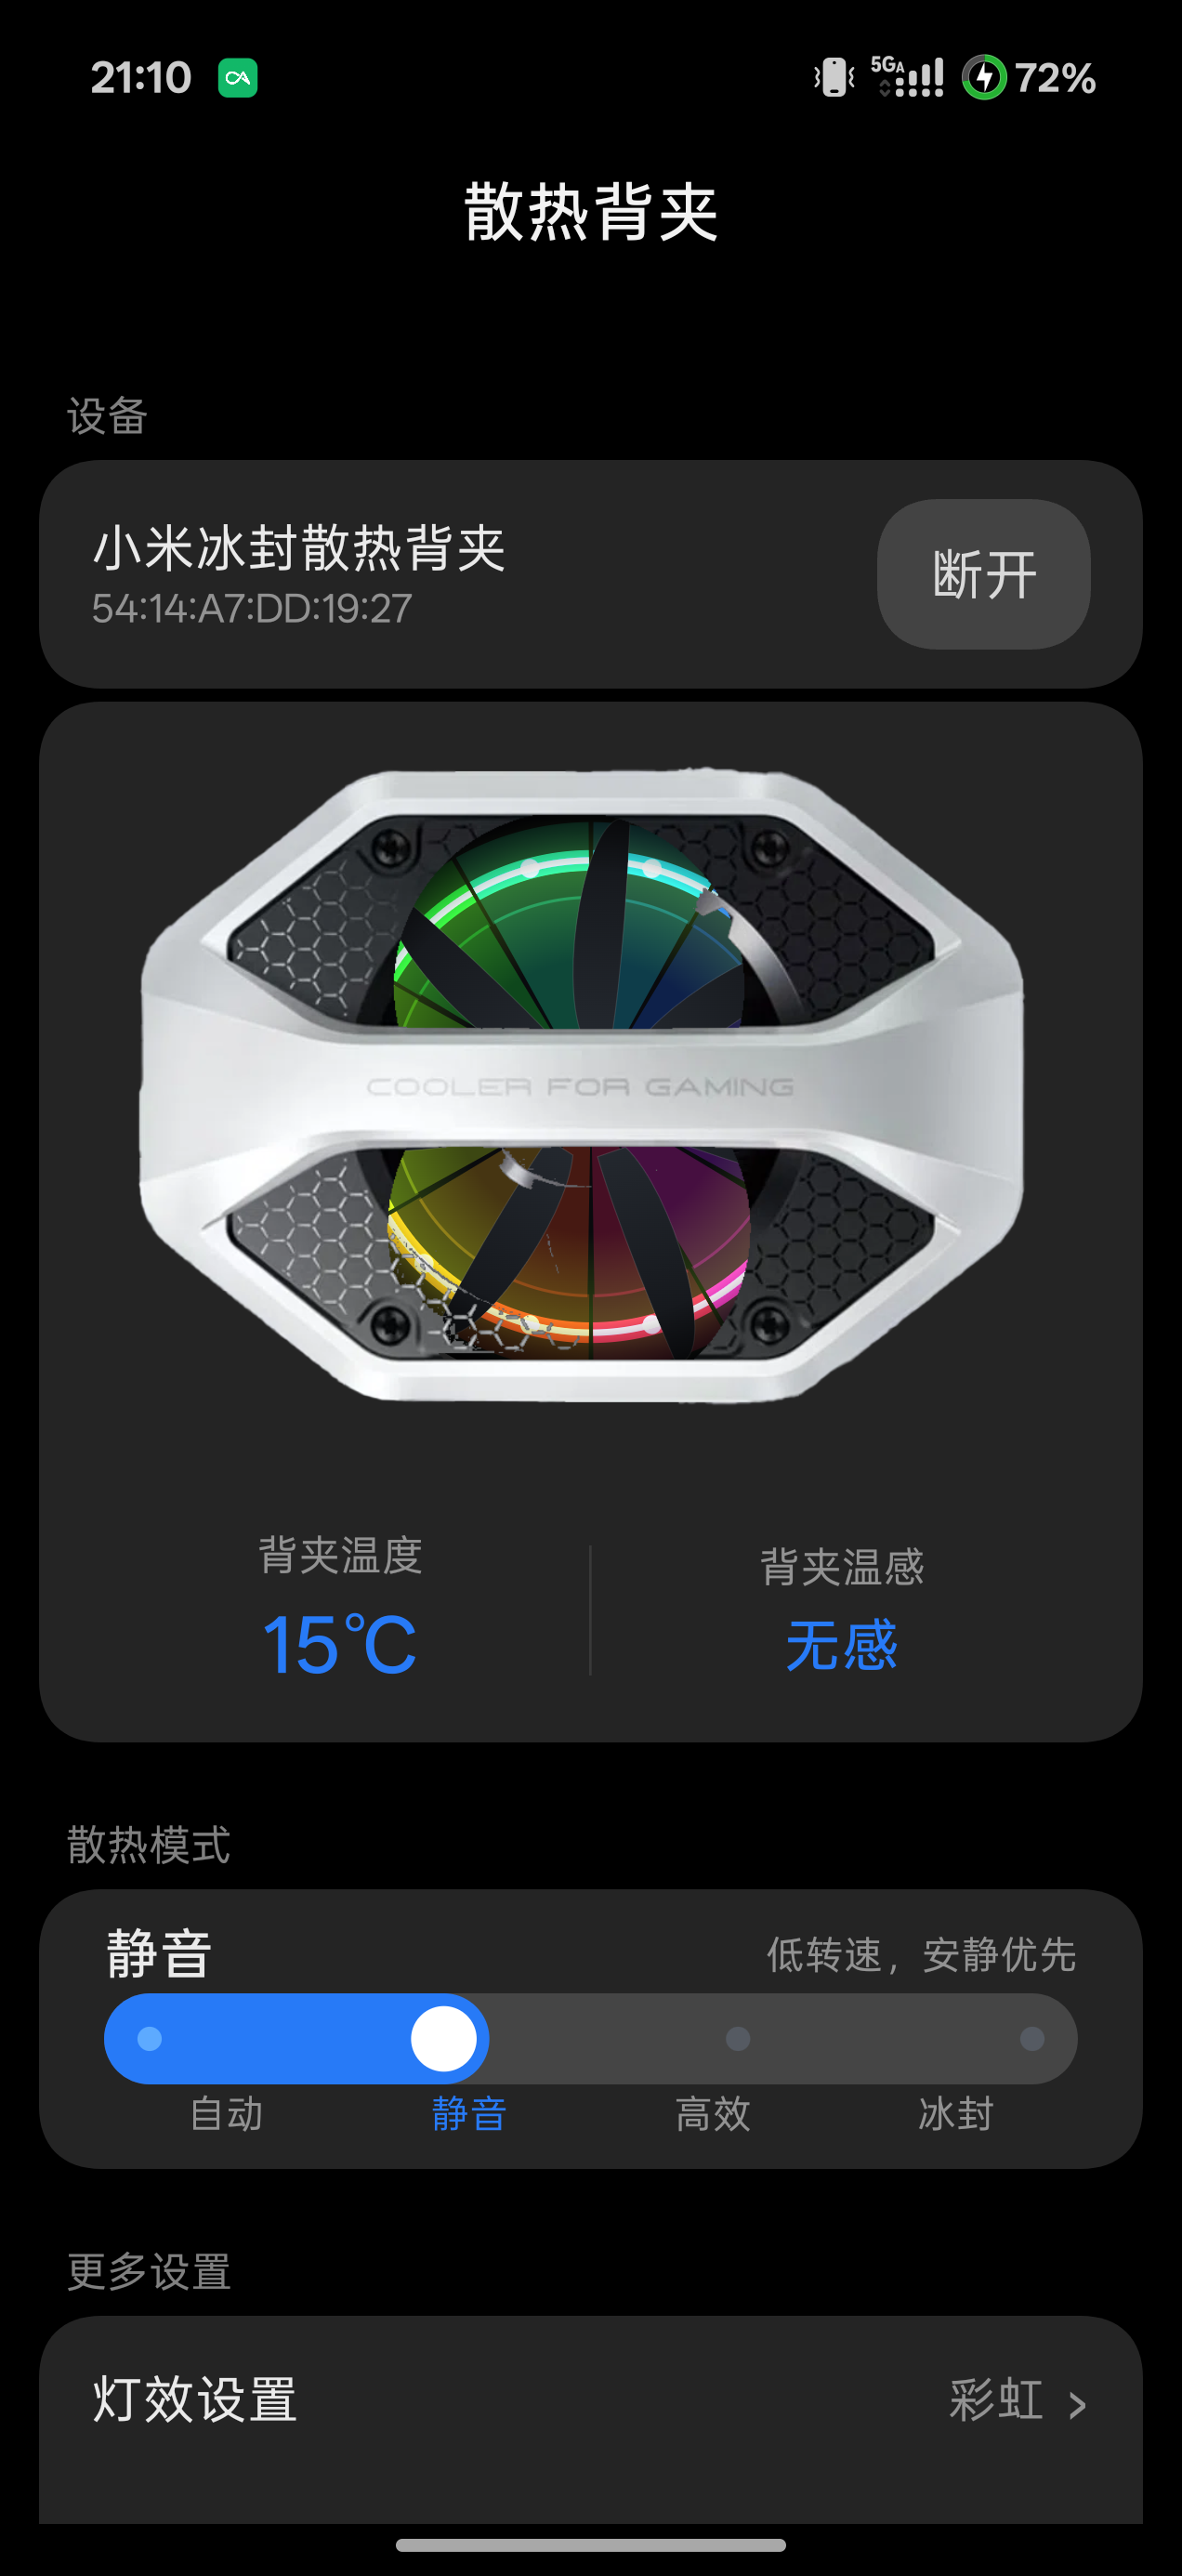 21:10
5GA
72%
散热背夹
设备
小米冰封散热背夹
54:14:A7:DD:19:27
断开
COOLER FOR GAMING
背夹温度
15℃
背夹温感
无感
散热模式
静音
低转速，安静优先
自动
静音
高效
冰封
更多设置
灯效设置
彩虹